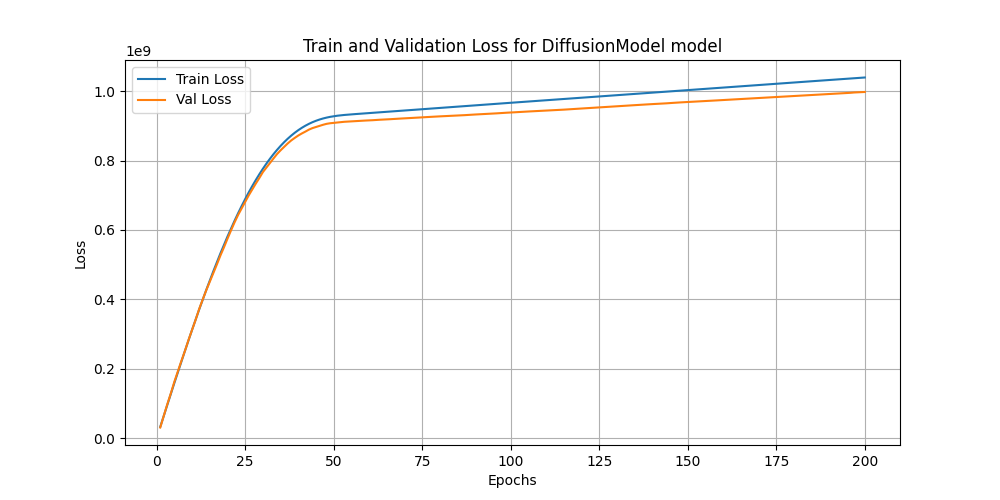 Train and Validation Loss for DiffusionModel model
1e9
Train Loss
Val Loss
1.0
0.8
0.6
0.4
0.2
0.0
Loss
0 25 50 75 100 125 150 175 200
Epochs